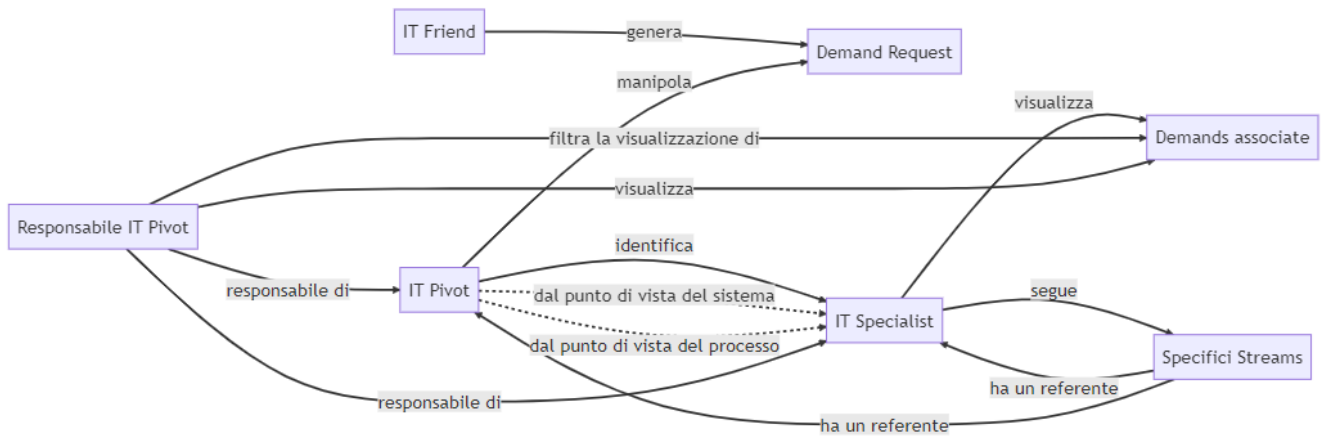 IT Friend
genera
Demand Request
manipola
visualizza
filtra la visualizzazione di
Demands associate
visualizza
Responsabile IT Pivot
identifica
responsabile di
IT Pivot
dal punto di vista del sistema
segue
IT Specialist
dal punto di vista del processo
Specifici Streams
ha un referente
responsabile di
ha un referente